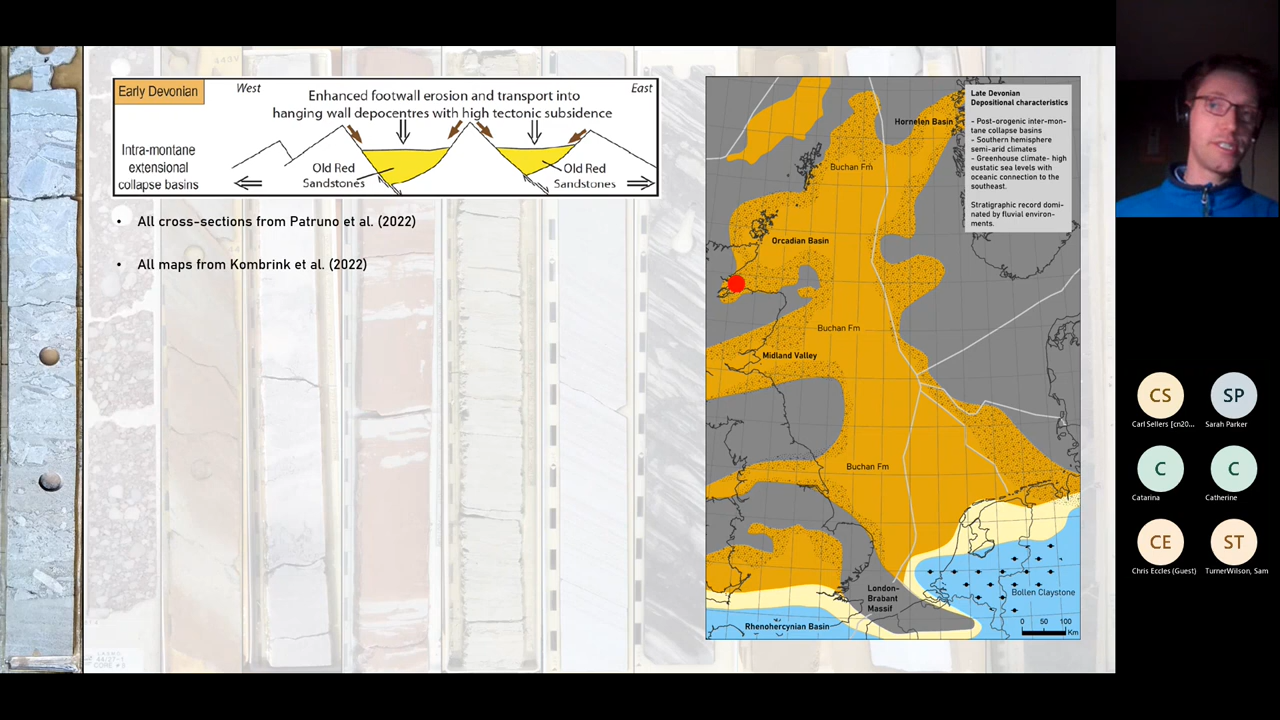 Early Devonian
West
East
Enhanced footwall erosion and transport into
hanging wall depocentres with high tectonic subsidence
Intra-montane
extensional
collapse basins
Old Red
Sandstones
Old Red
Sandstones
• All cross-sections from Patruno et al. (2022)
• All maps from Kombrink et al. (2022)
Late Devonian
Depositional characteristics
- Post-orogenic inter-mon-
tane collapse basins
- Southern hemisphere
semi-arid climates
- Greenhouse climate- high
eustatic sea levels with
oceanic connection to the
southeast.
Stratigraphic record domi-
nated by fluvial environ-
ments.
Hornelen Basin
Buchan Fm
Orcadian Basin
Buchan Fm
Midland Valley
Buchan Fm
London-
Brabant
Massif
Bollen Claystone
Rhenohercynian Basin
0 50 100
Km
44/27-1
CORE # 6
CS
Carl Sellers [cn20...
SP
Sarah Parker
C
Catarina
C
Catherine
CE
Chris Eccles (Guest)
ST
TurnerWilson, Sam